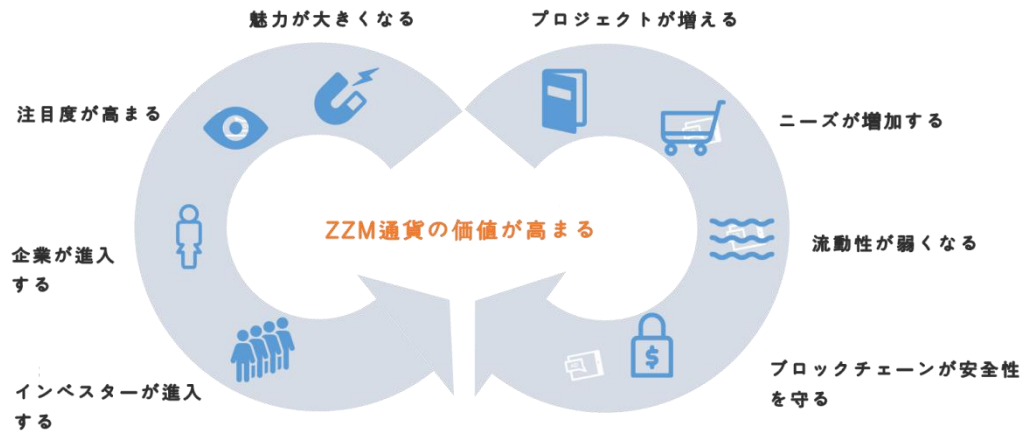 魅力が大きくなる
プロジェクトが増える
注目度が高まる
ニーズが増加する
ZZM通貨の価値が高まる
企業が進入
する
流動性が弱くなる
インベスターが進入
する
ブロックチェーンが安全性
を守る
$